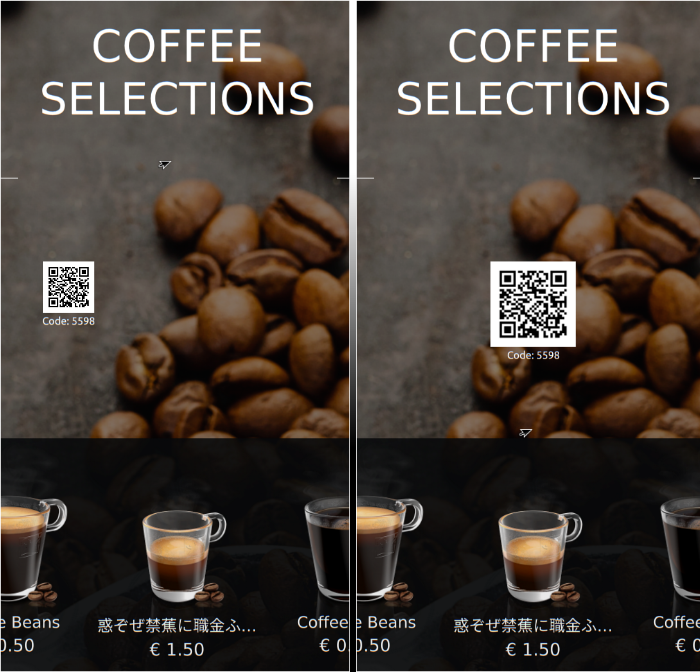 COFFEE
SELECTIONS
Code: 5598
e Beans
0.50
惑ぞぜ禁蕉に職金ふ...
€ 1.50
Coffe
€ 0.
COFFEE
SELECTIONS
Code: 5598
e Beans
0.50
惑ぞぜ禁蕉に職金ふ...
€ 1.50
Coffe
€ 0.